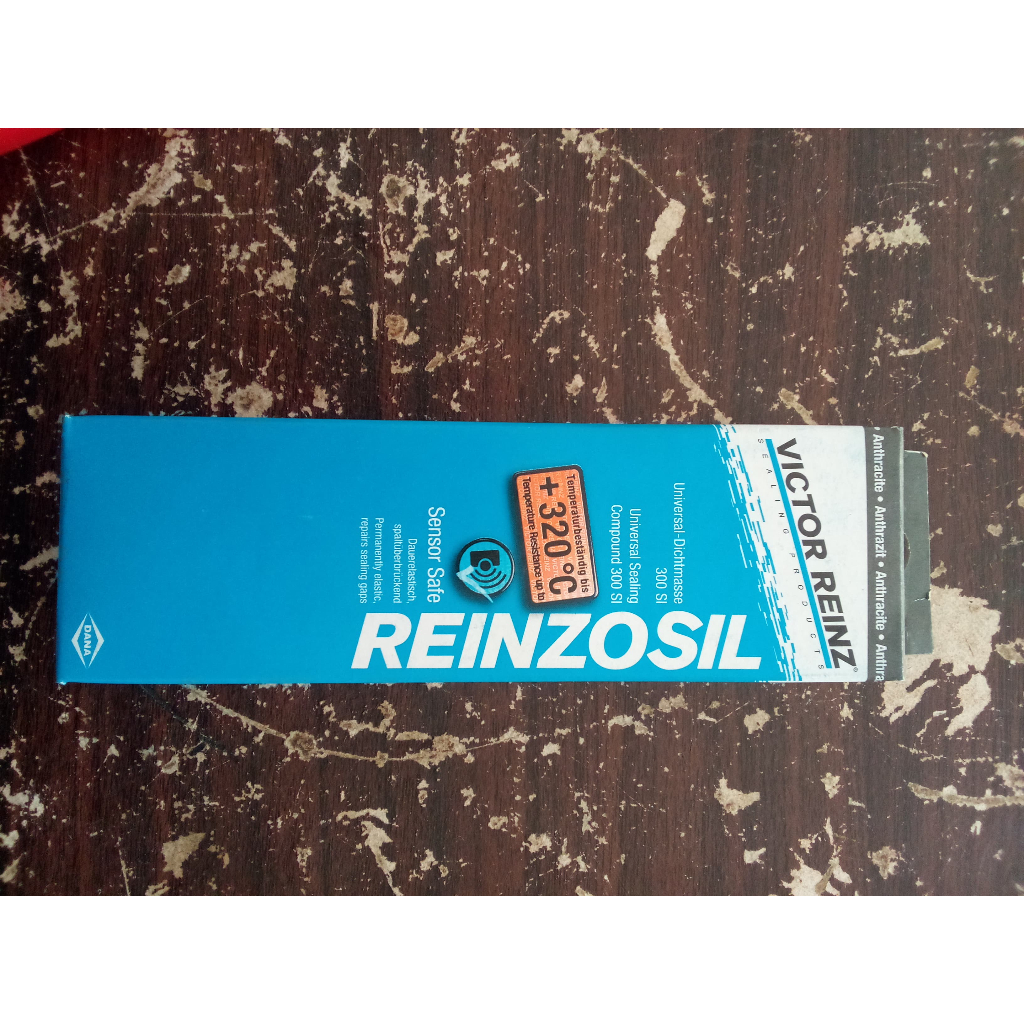 • Anthracite • Anthrazit • Anthracite • Anthra
VICTOR REINZ®
SEALING PRODUCTS
REINZOSIL
Universal-Dichtmasse
300 SI
Universal Sealing
Compound 300 SI
Temperaturbeständig bis
+ 320 °C
Temperature Resistance up to
Sensor Safe
Dauerelastisch,
spaltüberbrückend
Permanently elastic,
repairs sealing gaps
DANA